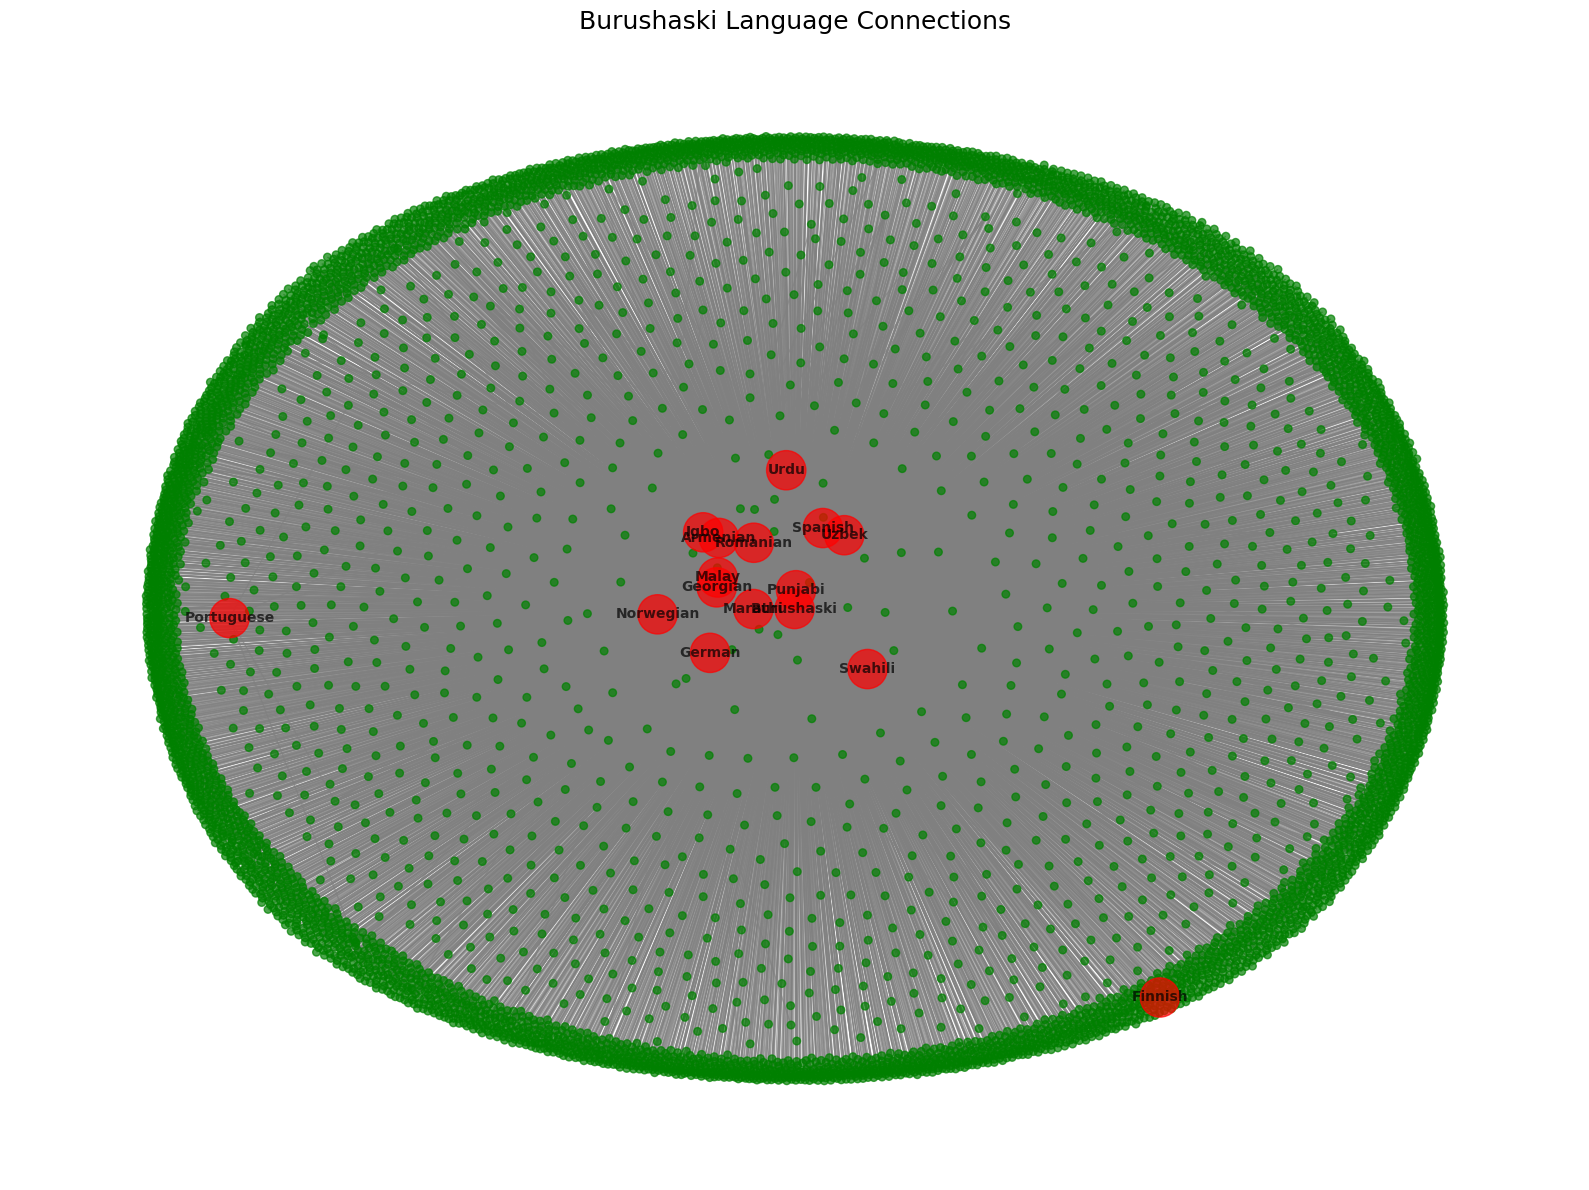 Burushaski Language Connections
Urdu
Igbo
Armenian
Romanian
Spanish
Uzbek
Malay
Georgian
Punjabi
Norwegian
Marathi
Burushaski
Portuguese
German
Swahili
Finnish